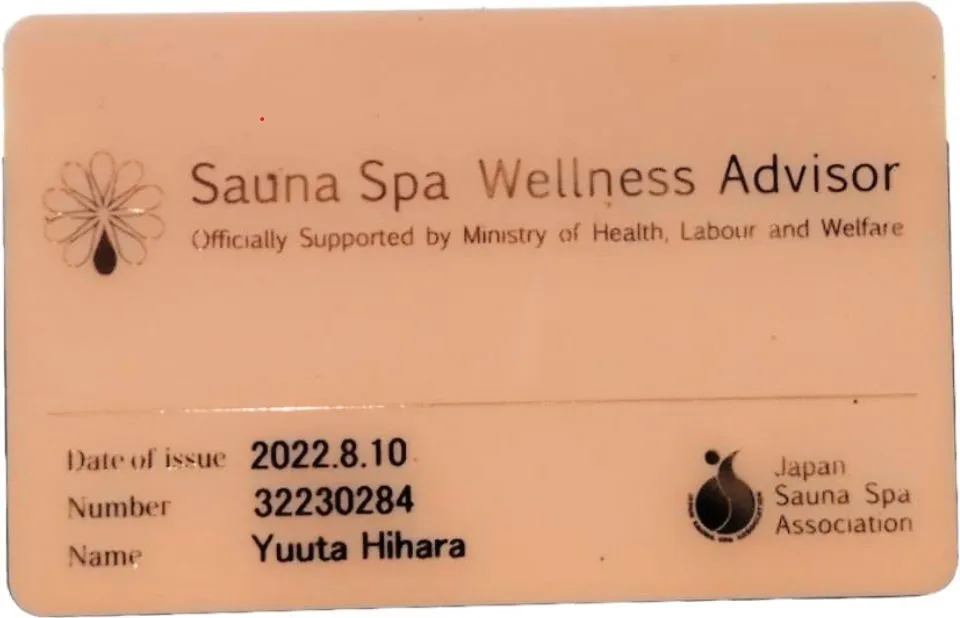 Sauna Spa Wellness Advisor
Officially Supported by Ministry of Health, Labour and Welfare
Date of issue 2022.8.10
Number 32230284
Name Yuuta Hihara
Japan
Sauna Spa
Association